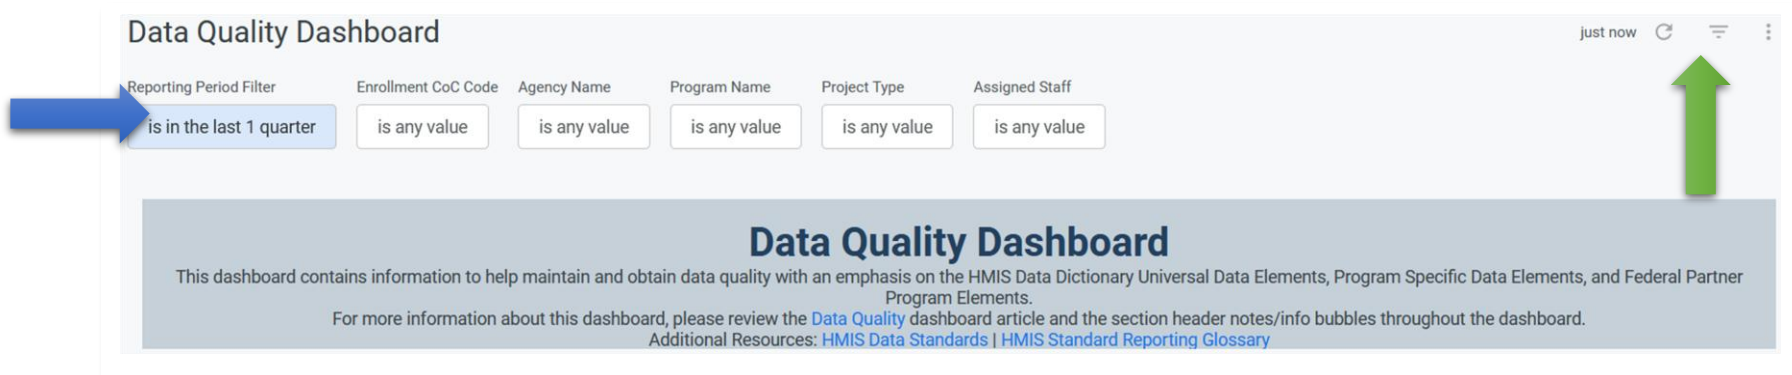 Data Quality Dashboard
just now
Reporting Period Filter
Enrollment CoC Code
Agency Name
Program Name
Project Type
Assigned Staff
is in the last 1 quarter
is any value
is any value
is any value
is any value
is any value
Data Quality Dashboard
This dashboard contains information to help maintain and obtain data quality with an emphasis on the HMIS Data Dictionary Universal Data Elements, Program Specific Data Elements, and Federal Partner
Program Elements.
For more information about this dashboard, please review the Data Quality dashboard article and the section header notes/info bubbles throughout the dashboard.
Additional Resources: HMIS Data Standards | HMIS Standard Reporting Glossary